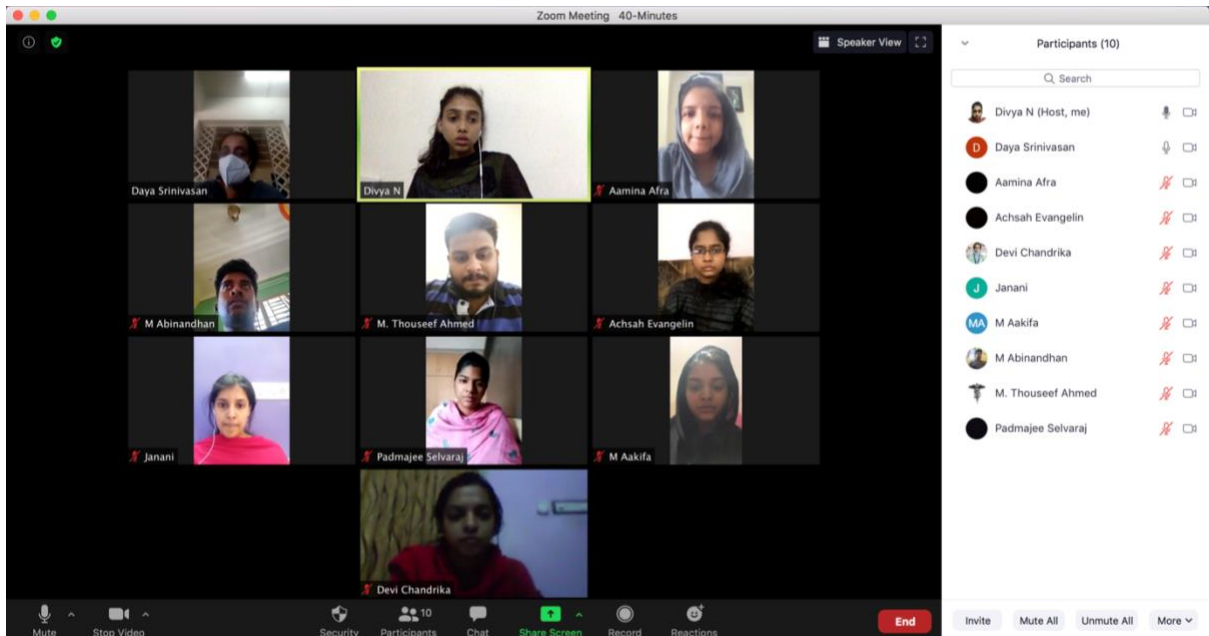 Zoom Meeting 40-Minutes
Speaker View
Daya Srinivasan
Divya N
Aamina Afra
M Abinandhan
M. Thouseef Ahmed
Achsah Evangelin
Janani
Padmajee Selvaraj
M Aakifa
Devi Chandrika
Mute
Stop Video
Security
Participants
10
Chat
Share Screen
Record
Reactions
End
Participants (10)
Search
Divya N (Host, me)
D Daya Srinivasan
Aamina Afra
Achsah Evangelin
Devi Chandrika
J Janani
MA M Aakifa
M Abinandhan
M. Thouseef Ahmed
Padmajee Selvaraj
Invite
Mute All
Unmute All
More